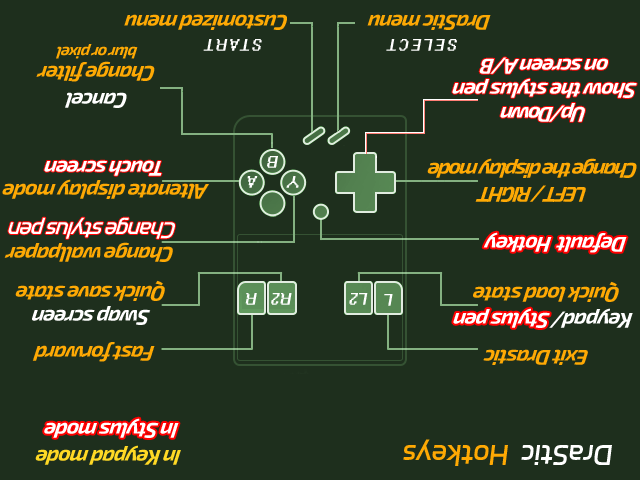 DraStic Hotkeys
In Keypad mode
In Stylus mode
Exit Drastic
Fast forward
Keypad/Stylus pen
Quick load state
Swap screen
Quick save state
L
L2
R2
R
Default Hotkey
Change wallpaper
Change stylus pen
LEFT / RIGHT
Change the display mode
Altenate display mode
Touch screen
Y
A
B
Up/Down
Show the stylus pen
on screen A/B
Cancel
Change filter
blur or pixel
SELECT
DraStic menu
START
Customized menu